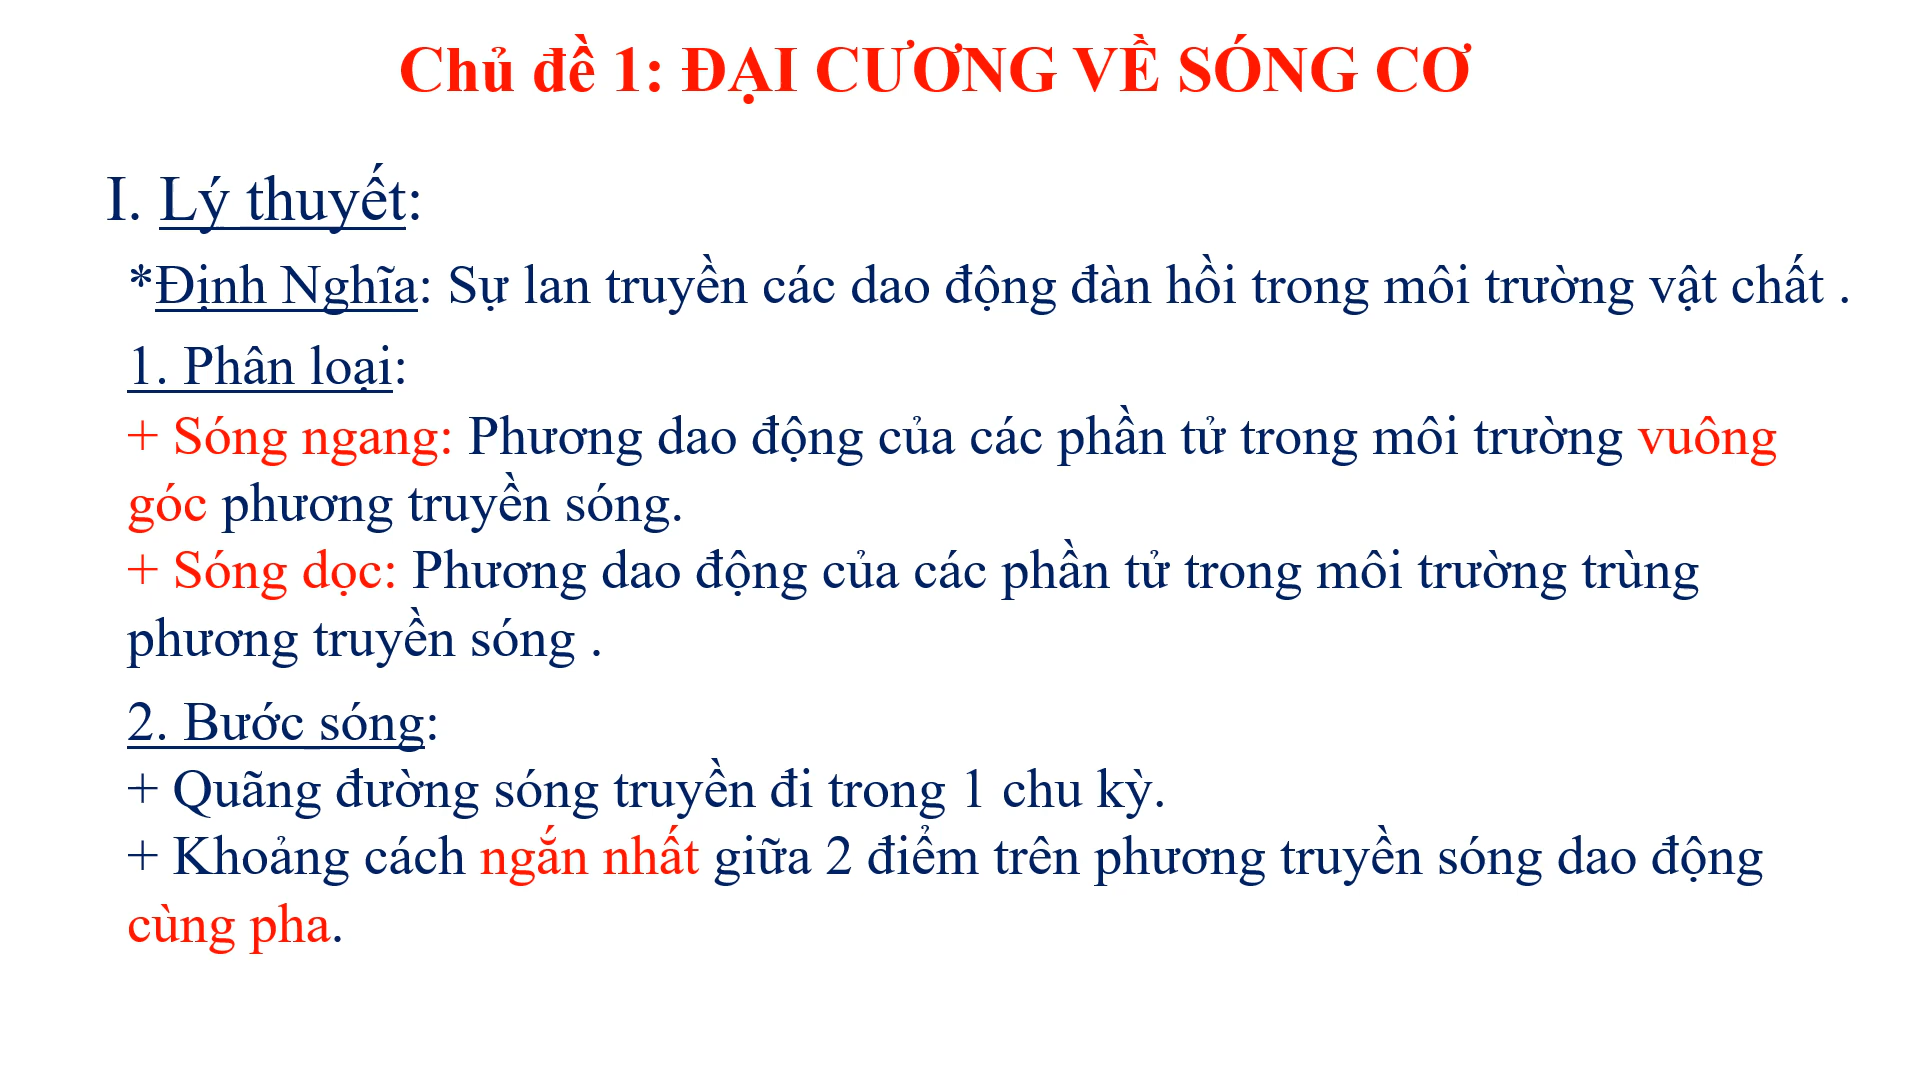 Chủ đề 1: ĐẠI CƯƠNG VỀ SÓNG CƠ
I. Lý thuyết:
*Định Nghĩa: Sự lan truyền các dao động đàn hồi trong môi trường vật chất .
1. Phân loại:
+ Sóng ngang: Phương dao động của các phần tử trong môi trường vuông
góc phương truyền sóng.
+ Sóng dọc: Phương dao động của các phần tử trong môi trường trùng
phương truyền sóng .
2. Bước sóng:
+ Quãng đường sóng truyền đi trong 1 chu kỳ.
+ Khoảng cách ngắn nhất giữa 2 điểm trên phương truyền sóng dao động
cùng pha.